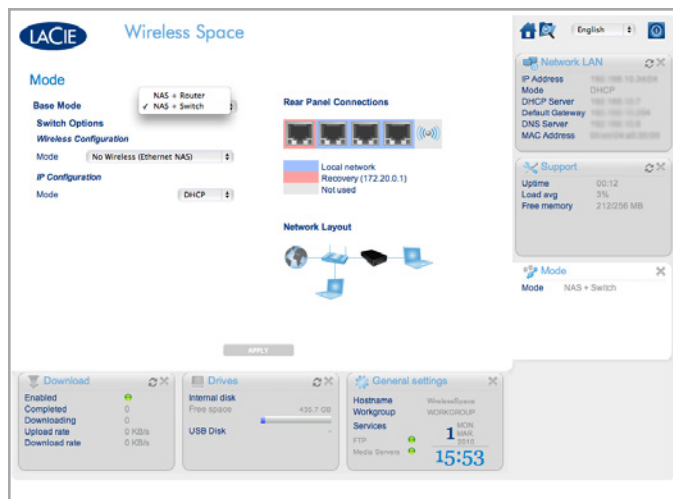 LACIE
Wireless Space
English
Mode
Base Mode
NAS + Router
✓ NAS + Switch
Switch Options
Wireless Configuration
Mode No Wireless (Ethernet NAS)
IP Configuration
Mode DHCP
Rear Panel Connections
Local network
Recovery (172.20.0.1)
Not used
Network Layout
APPLY
Network LAN
IP Address
Mode DHCP
DHCP Server
Default Gateway
DNS Server
MAC Address
Support
Uptime 00:12
Load avg 3%
Free memory 212/256 MB
Mode
Mode NAS + Switch
Download
Enabled
Completed 0
Downloading 0
Upload rate 0 KB/s
Download rate 0 KB/s
Drives
Internal disk
Free space 435.7 GB
USB Disk -
General settings
Hostname WirelessSpace
Workgroup WORKGROUP
Services
FTP
Media Servers
1 MON
MAR
2010
15:53